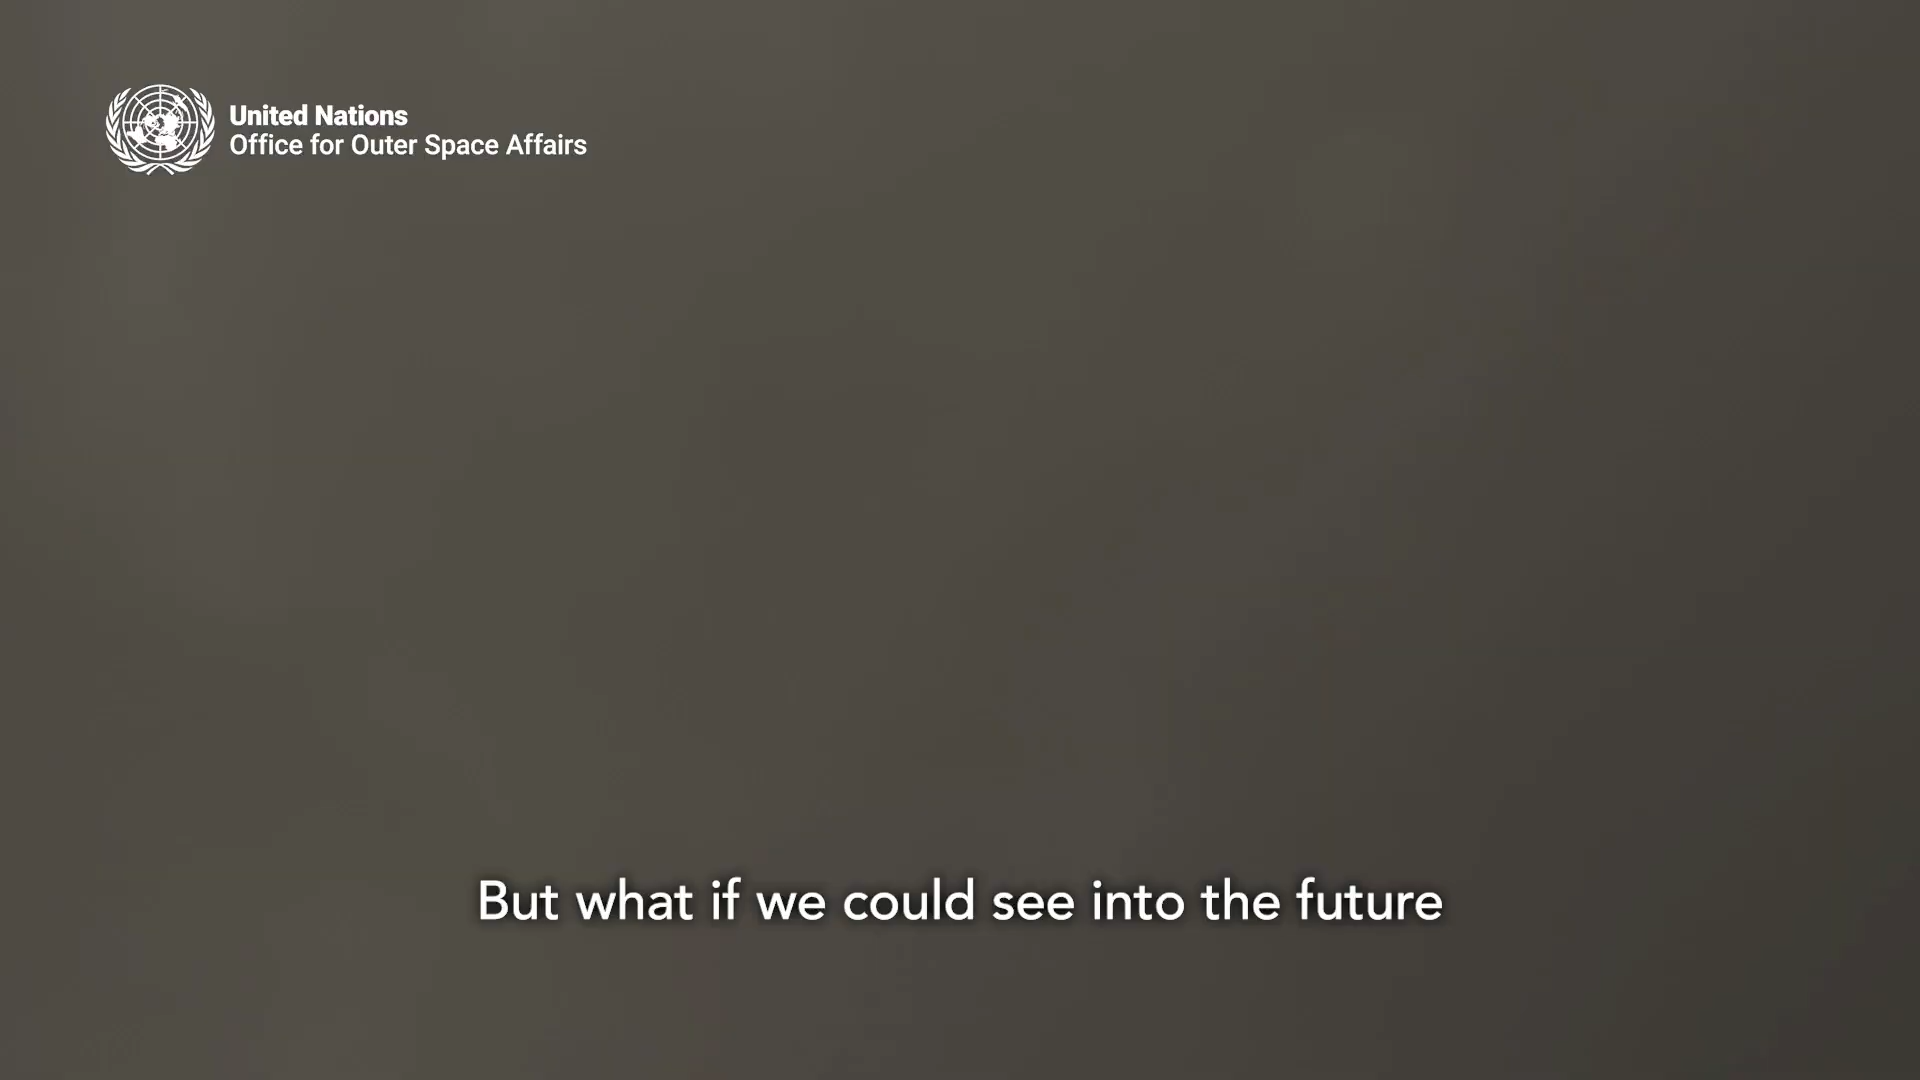 United Nations
Office for Outer Space Affairs
But what if we could see into the future